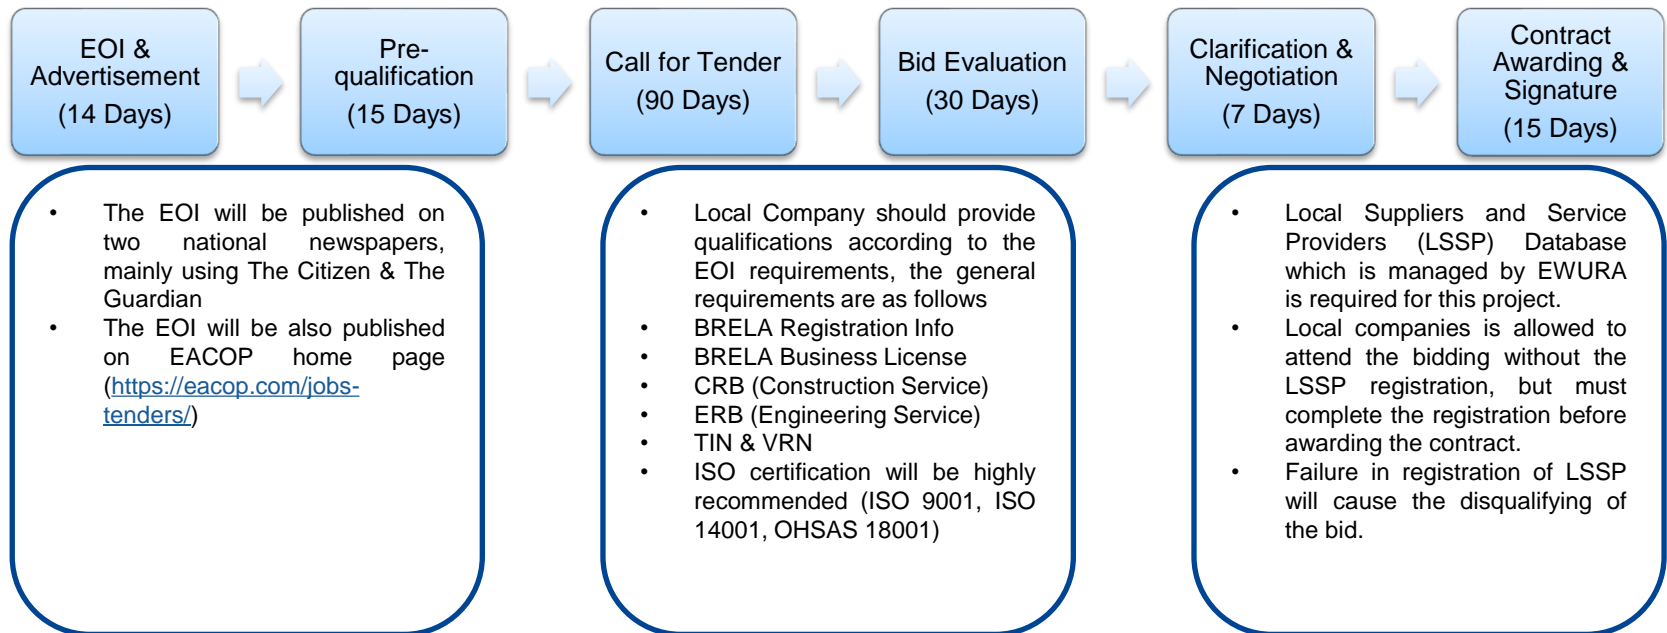 EOI &
Advertisement
(14 Days)
Pre-
qualification
(15 Days)
Call for Tender
(90 Days)
Bid Evaluation
(30 Days)
Clarification &
Negotiation
(7 Days)
Contract
Awarding &
Signature
(15 Days)
• The EOI will be published on
two national newspapers,
mainly using The Citizen & The
Guardian
• The EOI will be also published
on EACOP home page
(https://eacop.com/jobs-
tenders/)
• Local Company should provide
qualifications according to the
EOI requirements, the general
requirements are as follows
• BRELA Registration Info
• BRELA Business License
• CRB (Construction Service)
• ERB (Engineering Service)
• TIN & VRN
• ISO certification will be highly
recommended (ISO 9001, ISO
14001, OHSAS 18001)
• Local Suppliers and Service
Providers (LSSP) Database
which is managed by EWURA
is required for this project.
• Local companies is allowed to
attend the bidding without the
LSSP registration, but must
complete the registration before
awarding the contract.
• Failure in registration of LSSP
will cause the disqualifying of
the bid.